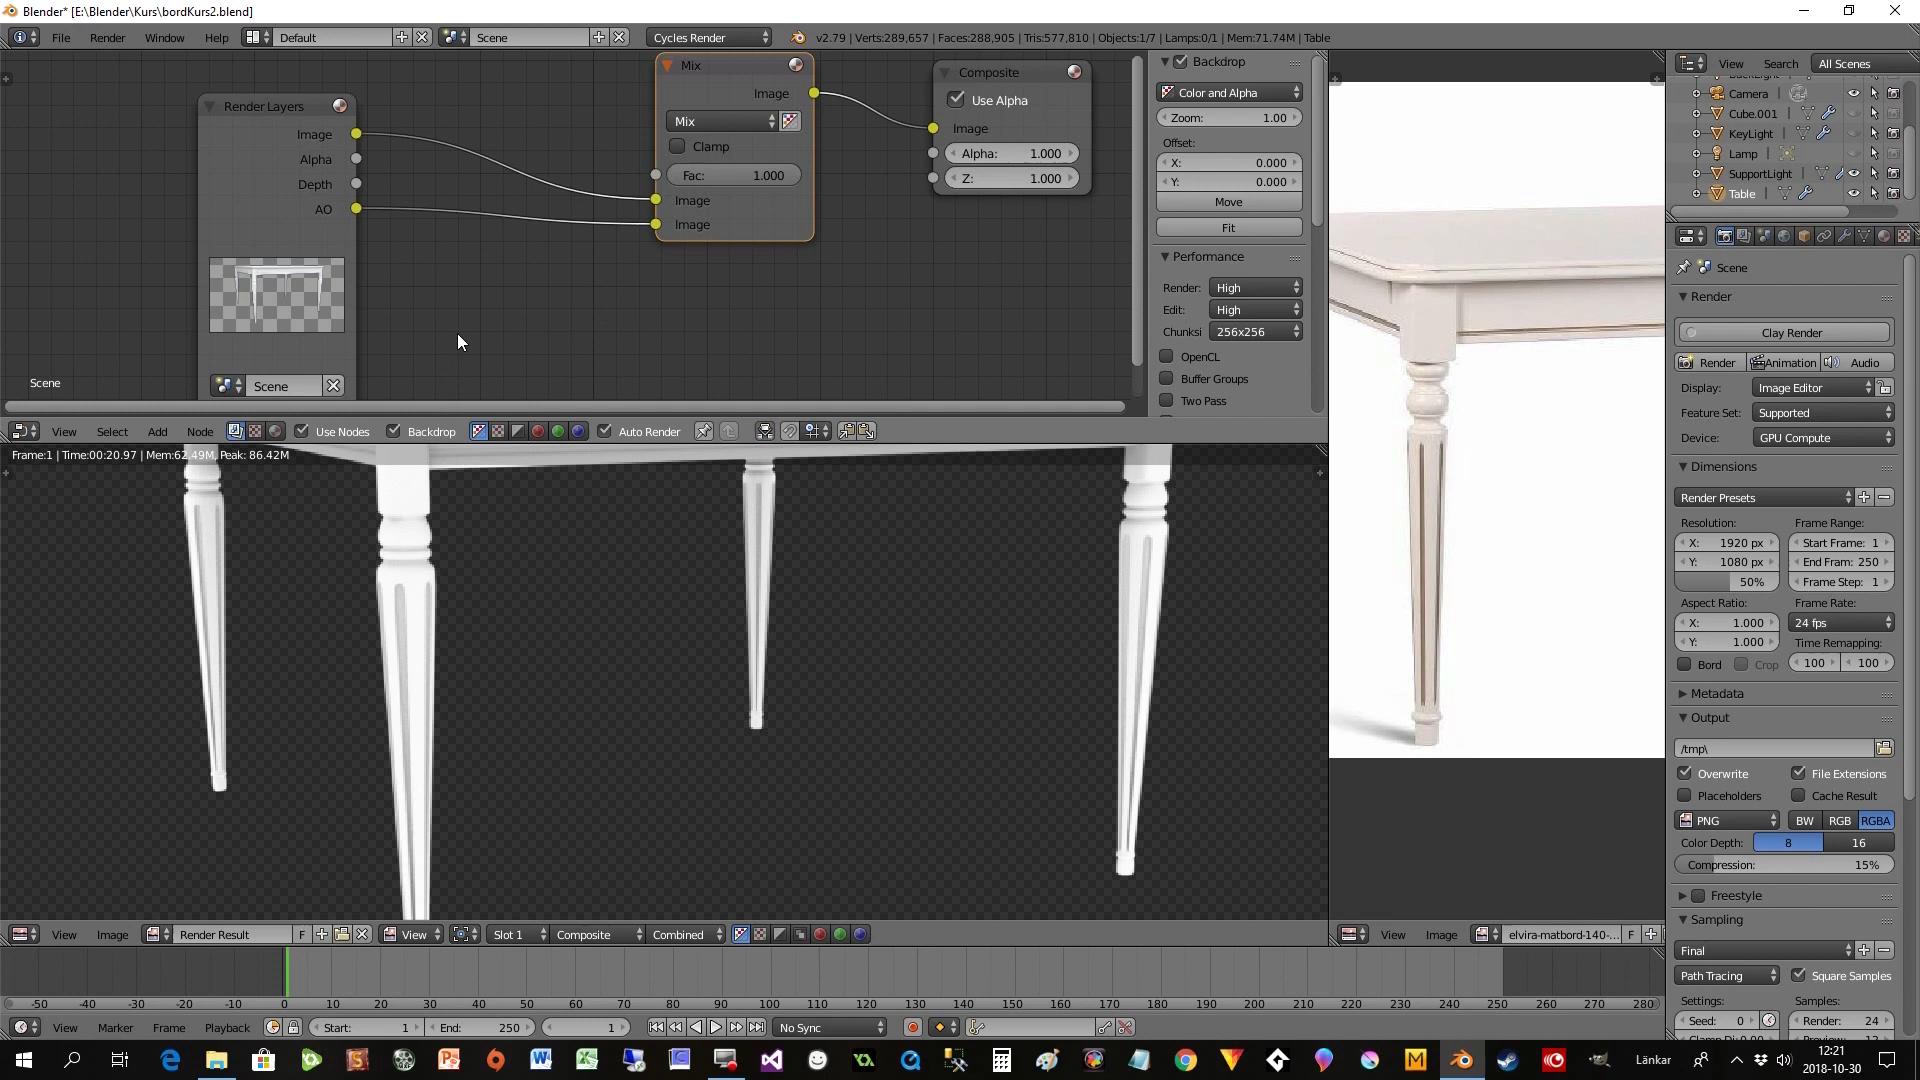 Blender* [E:\Blender\Kurs\bordKurs2.blend]
File Render Window Help Default Scene Cycles Render v2.79 | Verts:289,657 | Faces:288,905 | Tris:577,810 | Objects:1/7 | Lamps:0/1 | Mem:71.74M | Table
Render Layers
Image
Alpha
Depth
AO
Scene
Scene
Mix
Image
Mix
Clamp
Fac: 1.000
Image
Image
Composite
Use Alpha
Image
Alpha: 1.000
Z: 1.000
Backdrop
Color and Alpha
Zoom: 1.00
Offset:
X: 0.000
Y: 0.000
Move
Fit
Performance
Render: High
Edit: High
Chunksi 256x256
OpenCL
Buffer Groups
Two Pass
View Select Add Node Use Nodes Backdrop Auto Render
Frame:1 | Time:00:20.97 | Mem:62.49M, Peak: 86.42M
View Image Render Result F View Slot 1 Composite Combined
View Image elvira-matbord-140-... F
View Search All Scenes
Camera
Cube.001
KeyLight
Lamp
SupportLight
Table
Scene
Render
Clay Render
Render Animation Audio
Display: Image Editor
Feature Set: Supported
Device: GPU Compute
Dimensions
Render Presets
Resolution: Frame Range:
X: 1920 px Start Frame: 1
Y: 1080 px End Fram: 250
50% Frame Step: 1
Aspect Ratio: Frame Rate:
X: 1.000 24 fps
Y: 1.000 Time Remapping:
Bord Crop 100 100
Metadata
Output
/tmp\
Overwrite File Extensions
Placeholders Cache Result
PNG BW RGB RGBA
Color Depth: 8 16
Compression: 15%
Freestyle
Sampling
Final
Path Tracing Square Samples
Settings: Samples:
Seed: 0 Render: 24
-50 -40 -30 -20 -10 0 10 20 30 40 50 60 70 80 90 100 110 120 130 140 150 160 170 180 190 200 210 220 230 240 250 260 270 280
View Marker Frame Playback Start: 1 End: 250 1 No Sync
Länkar
12:21
2018-10-30